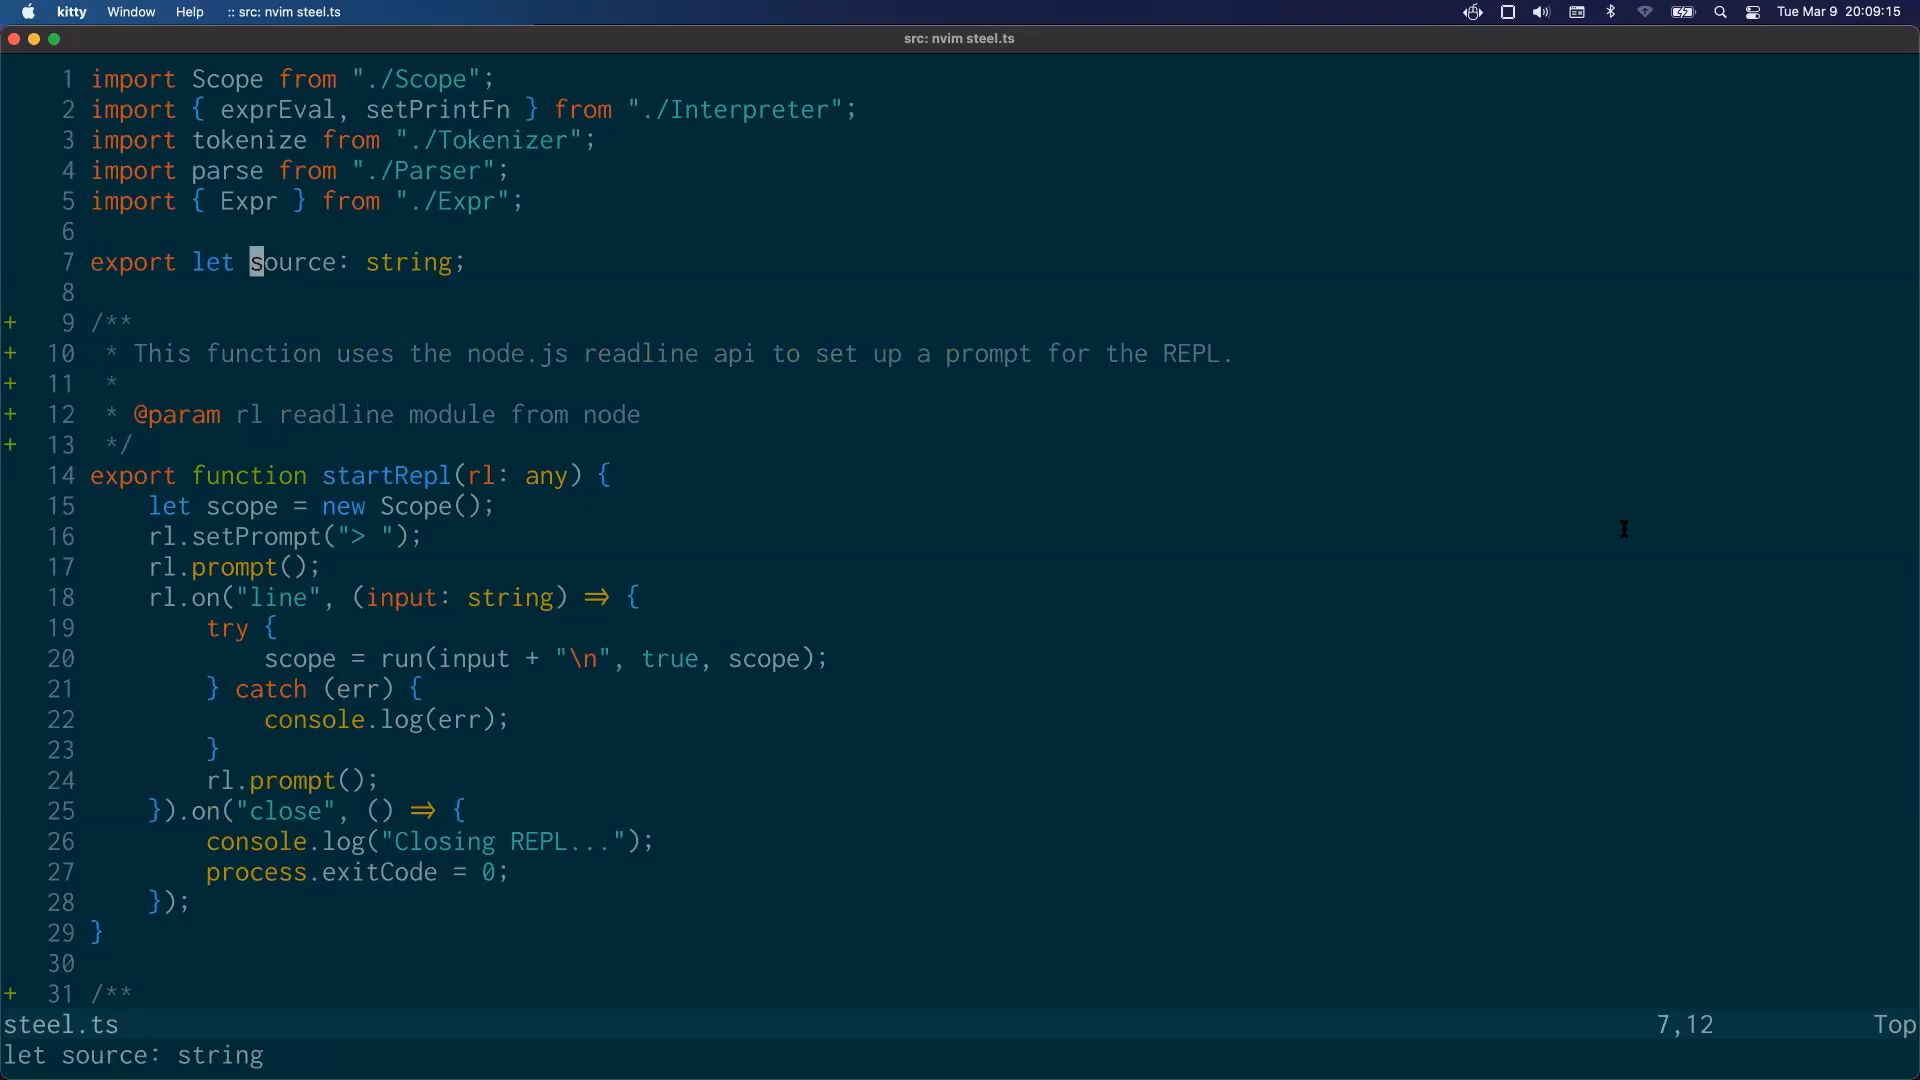 kitty Window Help :: src: nvim steel.ts Tue Mar 9 20:09:15
src: nvim steel.ts
1 import Scope from "./Scope";
2 import { exprEval, setPrintFn } from "./Interpreter";
3 import tokenize from "./Tokenizer";
4 import parse from "./Parser";
5 import { Expr } from "./Expr";
6
7 export let source: string;
8
+ 9 /**
+ 10  * This function uses the node.js readline api to set up a prompt for the REPL.
+ 11  *
+ 12  * @param rl readline module from node
+ 13  */
14 export function startRepl(rl: any) {
15     let scope = new Scope();
16     rl.setPrompt("> ");
17     rl.prompt();
18     rl.on("line", (input: string) => {
19         try {
20             scope = run(input + "\n", true, scope);
21         } catch (err) {
22             console.log(err);
23         }
24         rl.prompt();
25     }).on("close", () => {
26         console.log("Closing REPL...");
27         process.exitCode = 0;
28     });
29 }
30
+ 31 /**
steel.ts 7,12 Top
let source: string